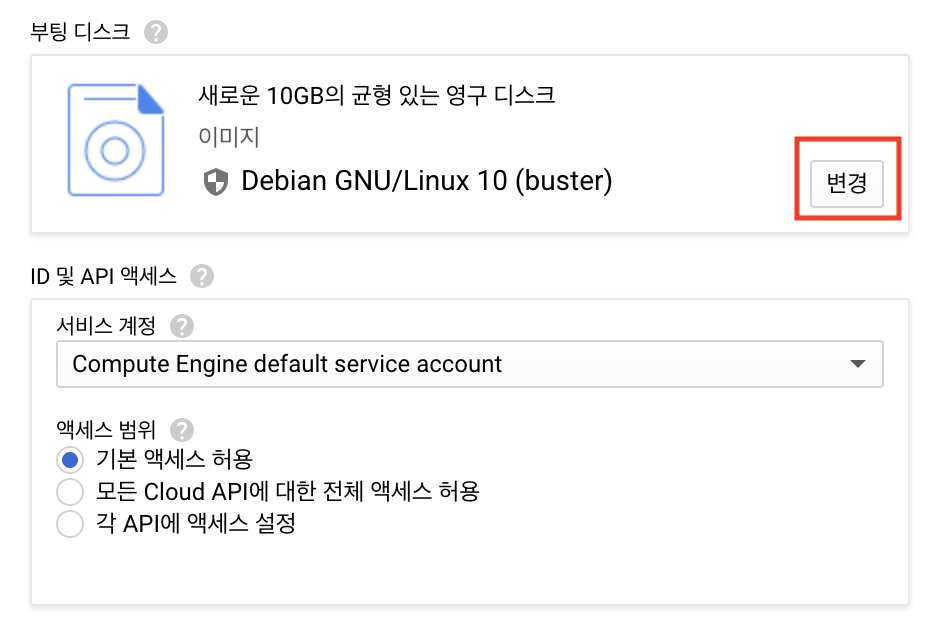 부팅 디스크 ?
새로운 10GB의 균형 있는 영구 디스크
이미지
Debian GNU/Linux 10 (buster)
변경
ID 및 API 액세스 ?
서비스 계정 ?
Compute Engine default service account
액세스 범위 ?
기본 액세스 허용
모든 Cloud API에 대한 전체 액세스 허용
각 API에 액세스 설정